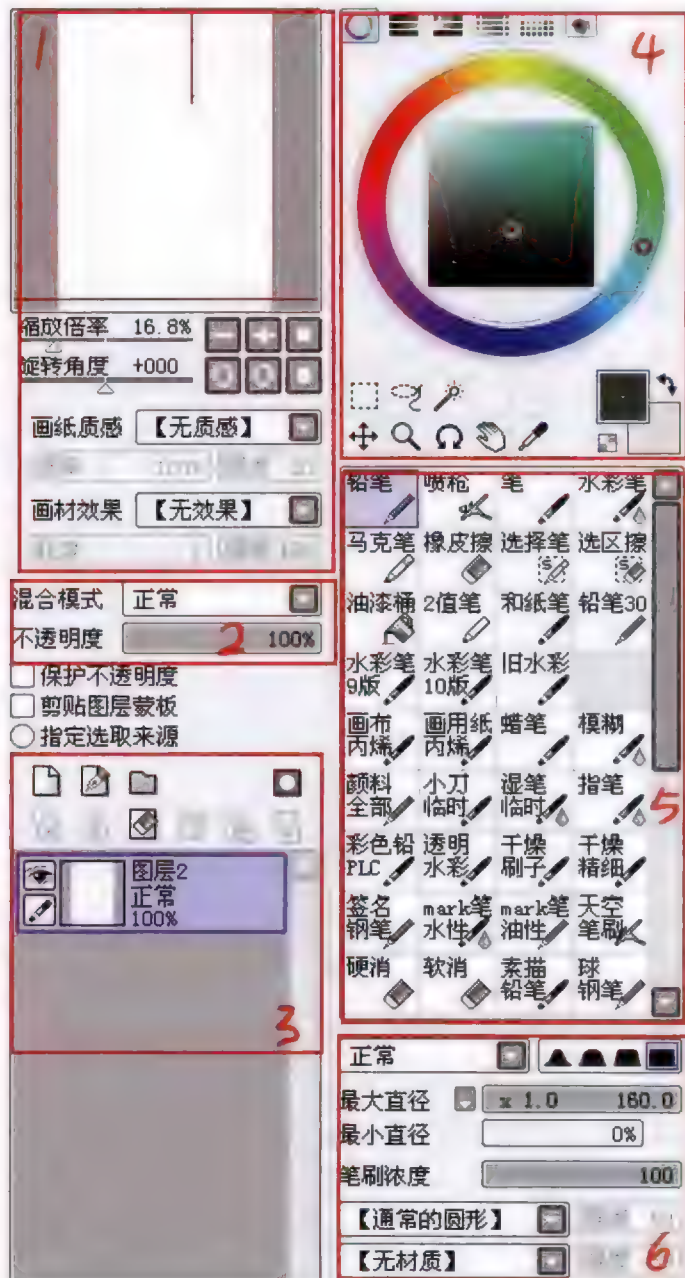 1
缩放倍率 16.8%
旋转角度 +000
画纸质感 【无质感】
画材效果 【无效果】
混合模式 正常
不透明度 100%
2
保护不透明度
剪贴图层蒙板
指定选取来源
图层2
正常
100%
3
4
铅笔 喷枪 笔 水彩笔
马克笔 橡皮擦 选择笔 选区擦
油漆桶 2值笔 和纸笔 铅笔30
水彩笔 水彩笔 旧水彩
9版 10版
画布 画用纸 蜡笔 模糊
丙烯 丙烯
颜料 小刀 湿笔 指笔
全部 临时 临时
5
彩色铅 透明 干燥 干燥
PLC 水彩 刷子 精细
签名 mark笔 mark笔 天空
钢笔 水性 油性 笔刷
硬消 软消 素描 球
铅笔 钢笔
正常
最大直径 x 1.0 160.0
最小直径 0%
笔刷浓度 100
【通常的圆形】
【无材质】
6